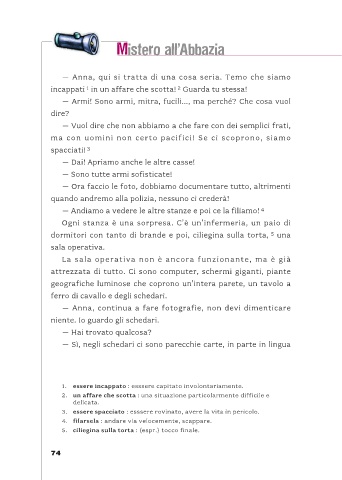 Mistero all'Abbazia
— Anna, qui si tratta di una cosa seria. Temo che siamo
incappati 1 in un affare che scotta! 2 Guarda tu stessa!
— Armi! Sono armi, mitra, fucili..., ma perché? Che cosa vuol
dire?
— Vuol dire che non abbiamo a che fare con dei semplici frati,
ma con uomini non certo pacifici! Se ci scoprono, siamo
spacciati! 3
— Dai! Apriamo anche le altre casse!
— Sono tutte armi sofisticate!
— Ora faccio le foto, dobbiamo documentare tutto, altrimenti
quando andremo alla polizia, nessuno ci crederà!
— Andiamo a vedere le altre stanze e poi ce la filiamo! 4
Ogni stanza è una sorpresa. C'è un'infermeria, un paio di
dormitori con tanto di brande e poi, ciliegina sulla torta, 5 una
sala operativa.
La sala operativa non è ancora funzionante, ma è già
attrezzata di tutto. Ci sono computer, schermi giganti, piante
geografiche luminose che coprono un'intera parete, un tavolo a
ferro di cavallo e degli schedari.
— Anna, continua a fare fotografie, non devi dimenticare
niente. Io guardo gli schedari.
— Hai trovato qualcosa?
— Sì, negli schedari ci sono parecchie carte, in parte in lingua
1. essere incappato : esssere capitato involontariamente.
2. un affare che scotta : una situazione particolarmente difficile e
delicata.
3. essere spacciato : esssere rovinato, avere la vita in pericolo.
4. filarsela : andare via velocemente, scappare.
5. ciliegina sulla torta : (espr.) tocco finale.
74